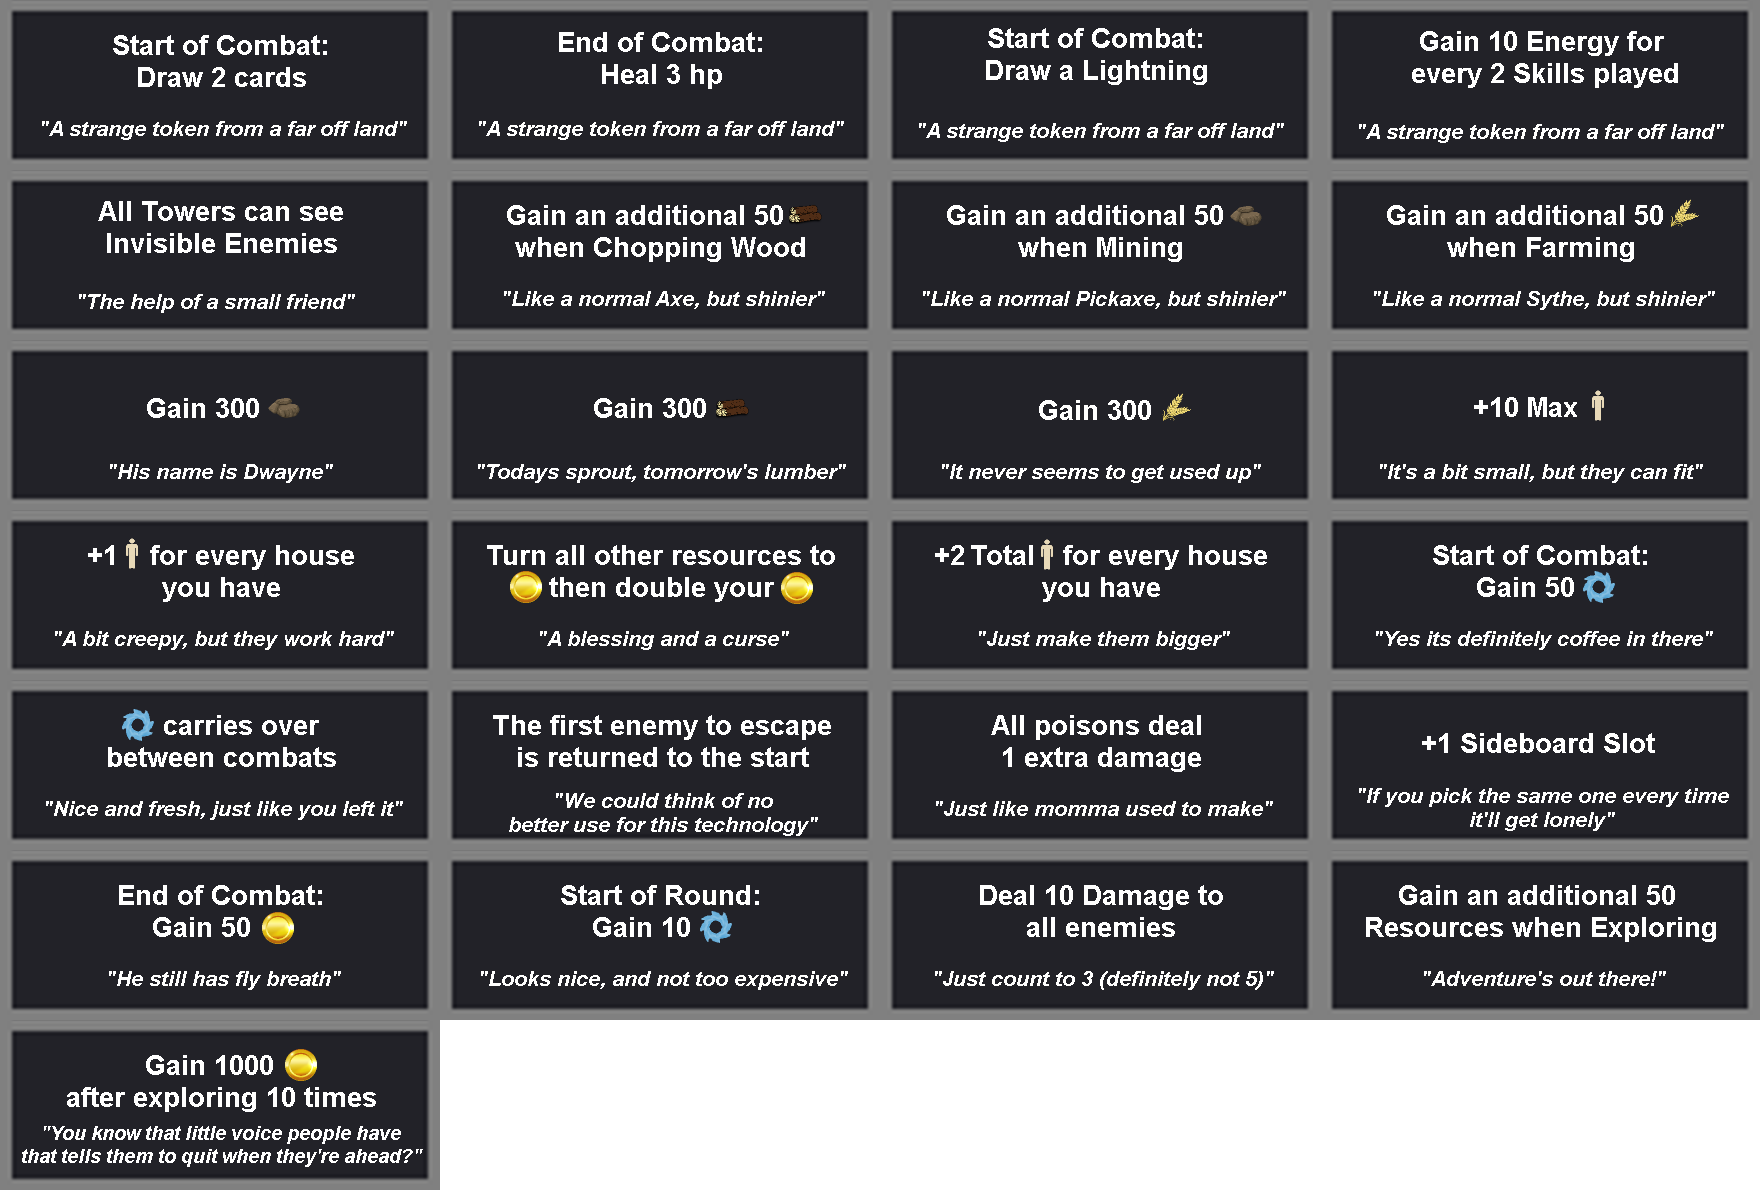 Start of Combat:
Draw 2 cards
"A strange token from a far off land"
End of Combat:
Heal 3 hp
"A strange token from a far off land"
Start of Combat:
Draw a Lightning
"A strange token from a far off land"
Gain 10 Energy for
every 2 Skills played
"A strange token from a far off land"
All Towers can see
Invisible Enemies
"The help of a small friend"
Gain an additional 50
when Chopping Wood
"Like a normal Axe, but shinier"
Gain an additional 50
when Mining
"Like a normal Pickaxe, but shinier"
Gain an additional 50
when Farming
"Like a normal Sythe, but shinier"
Gain 300
"His name is Dwayne"
Gain 300
"Todays sprout, tomorrow's lumber"
Gain 300
"It never seems to get used up"
+10 Max
"It's a bit small, but they can fit"
+1 for every house
you have
"A bit creepy, but they work hard"
Turn all other resources to
then double your
"A blessing and a curse"
+2 Total for every house
you have
"Just make them bigger"
Start of Combat:
Gain 50
"Yes its definitely coffee in there"
carries over
between combats
"Nice and fresh, just like you left it"
The first enemy to escape
is returned to the start
"We could think of no
better use for this technology"
All poisons deal
1 extra damage
"Just like momma used to make"
+1 Sideboard Slot
"If you pick the same one every time
it'll get lonely"
End of Combat:
Gain 50
"He still has fly breath"
Start of Round:
Gain 10
"Looks nice, and not too expensive"
Deal 10 Damage to
all enemies
"Just count to 3 (definitely not 5)"
Gain an additional 50
Resources when Exploring
"Adventure's out there!"
Gain 1000
after exploring 10 times
"You know that little voice people have
that tells them to quit when they're ahead?"